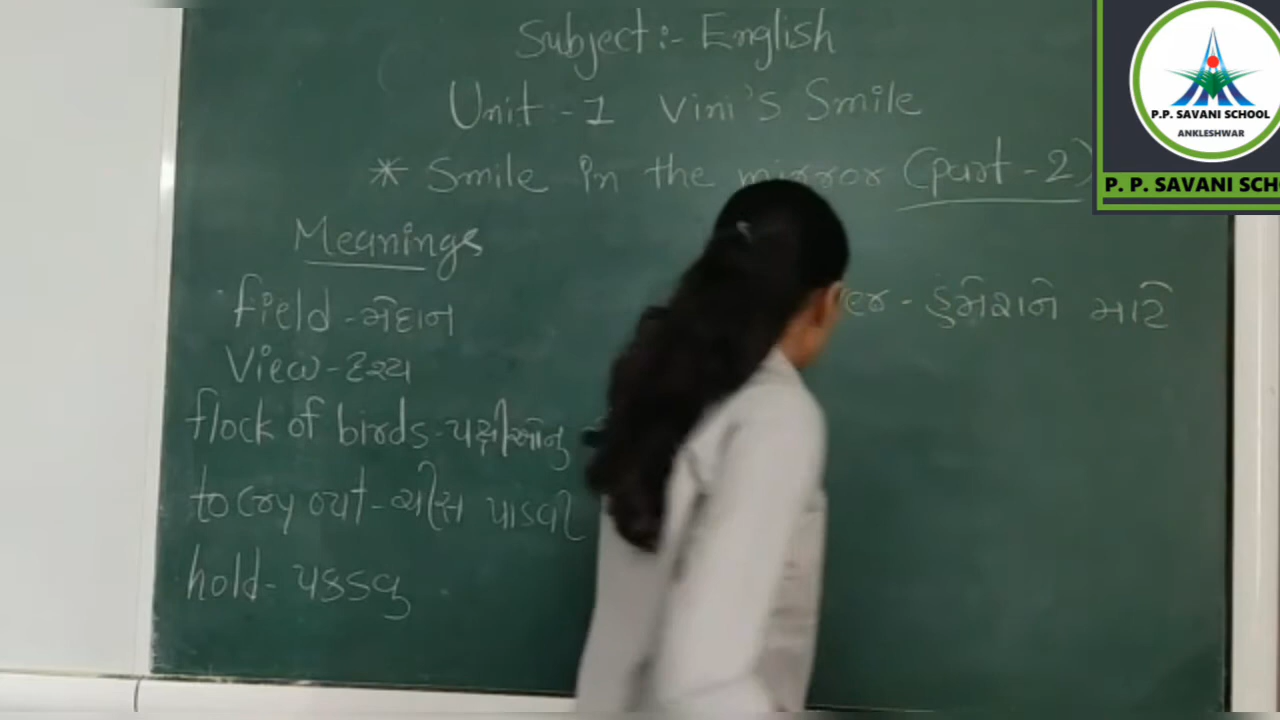 Subject:- English
Unit - 1 Vini's Smile
* Smile in the mirror (part - 2)
Meanings
field - મેદાન
View - દ્રશ્ય
flock of birds - પક્ષીઓનું
to cry out - ચીસ પાડવી
hold - પકડવું
હંમેશાને માટે
P.P. SAVANI SCHOOL
ANKLESHWAR
P. P. SAVANI